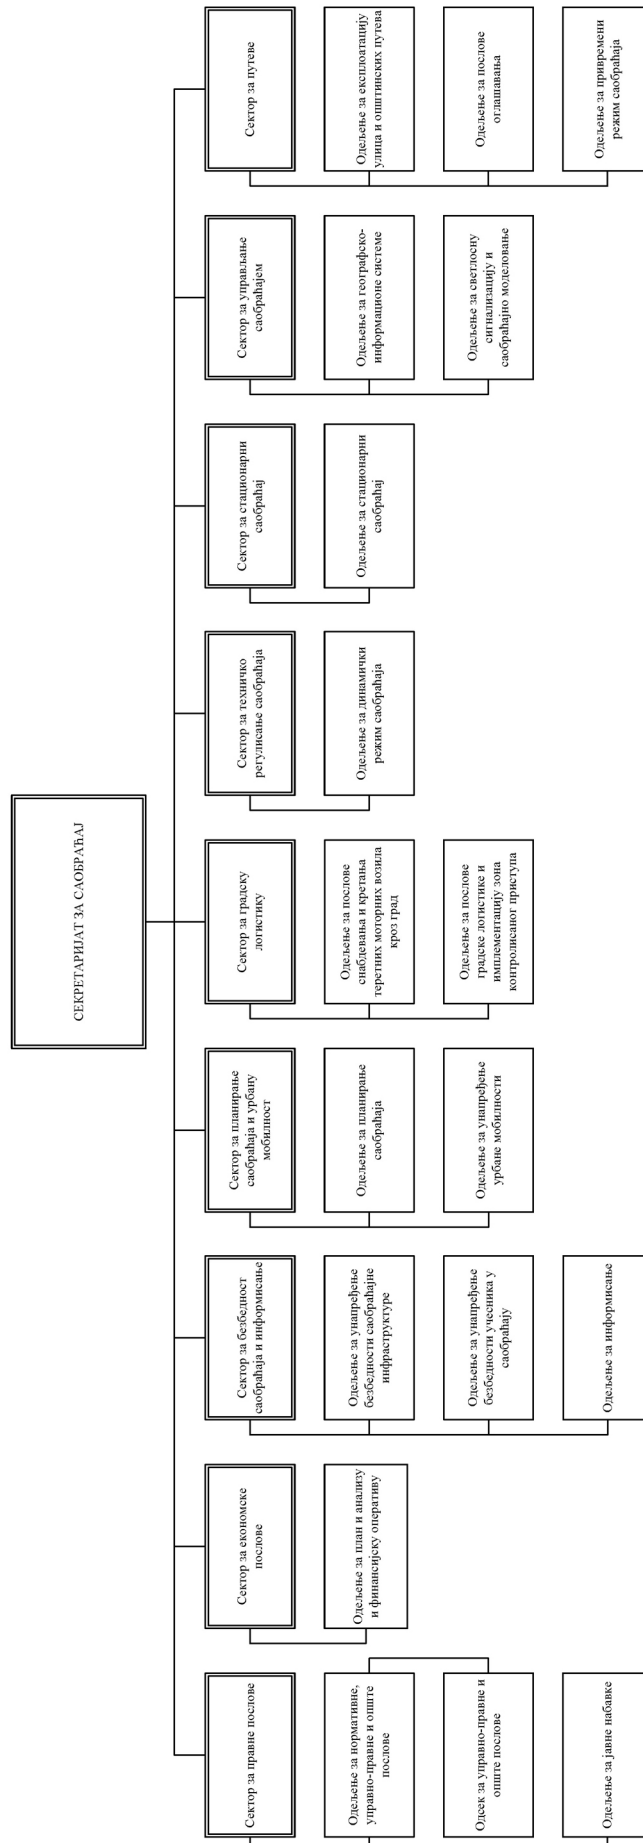 СЕКРЕТАРИЈАТ ЗА САОБРАЋАЈ
Сектор за правне послове
Одељење за нормативне,
управно-правне и опште
послове
Одсек за управно-правне и
опште послове
Одељење за јавне набавке
Сектор за економске
послове
Одељење за план и анализу
и финансијску оперативу
Сектор за безбедност
саобраћаја и информисање
Одељење за унапређење
безбедности саобраћајне
инфраструктуре
Одељење за унапређење
безбедности учесника у
саобраћају
Одељење за информисање
Сектор за планирање
саобраћаја и урбану
мобилност
Одељење за планирање
саобраћаја
Одељење за унапређење
урбане мобилности
Сектор за градску
логистику
Одељење за послове
снабдевања и кретања
теретних моторних возила
кроз град
Одељење за послове
градске логистике и
имплементацију зона
контролисаног приступа
Сектор за техничко
регулисање саобраћаја
Одељење за динамички
режим саобраћаја
Сектор за стационарни
саобраћај
Одељење за стационарни
саобраћај
Сектор за управљање
саобраћајем
Одељење за географско-
информационе системе
Одељење за светлосну
сигнализацију и
саобраћајно моделовање
Сектор за путеве
Одељење за експлоатацију
улица и општинских путева
Одељење за послове
оглашавања
Одељење за привремени
режим саобраћаја